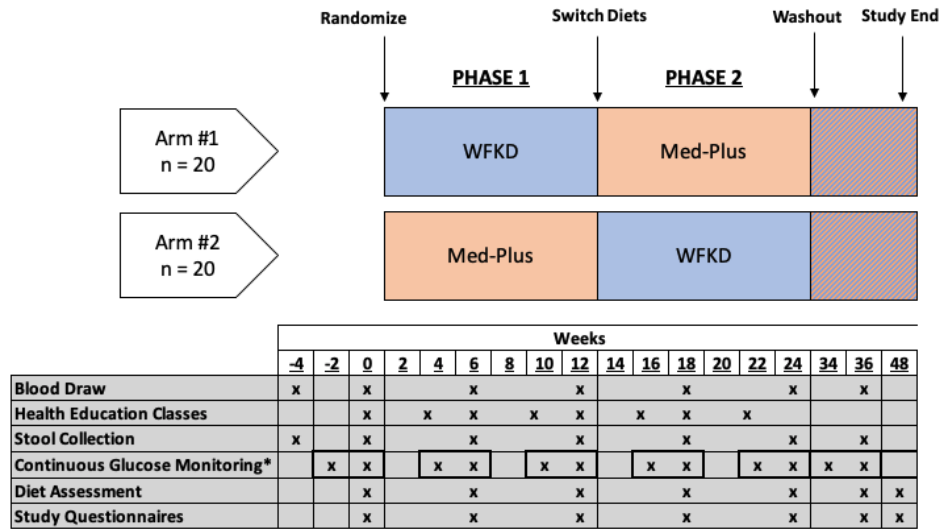 Randomize Switch Diets Washout Study End
PHASE 1 PHASE 2
Arm #1
n = 20
WFKD Med-Plus
Arm #2
n = 20
Med-Plus WFKD
Weeks
-4 -2 0 2 4 6 8 10 12 14 16 18 20 22 24 34 36 48
Blood Draw x x x x x x x
Health Education Classes x x x x x x x x
Stool Collection x x x x x x x
Continuous Glucose Monitoring* x x x x x x x x x x x x
Diet Assessment x x x x x x x
Study Questionnaires x x x x x x x